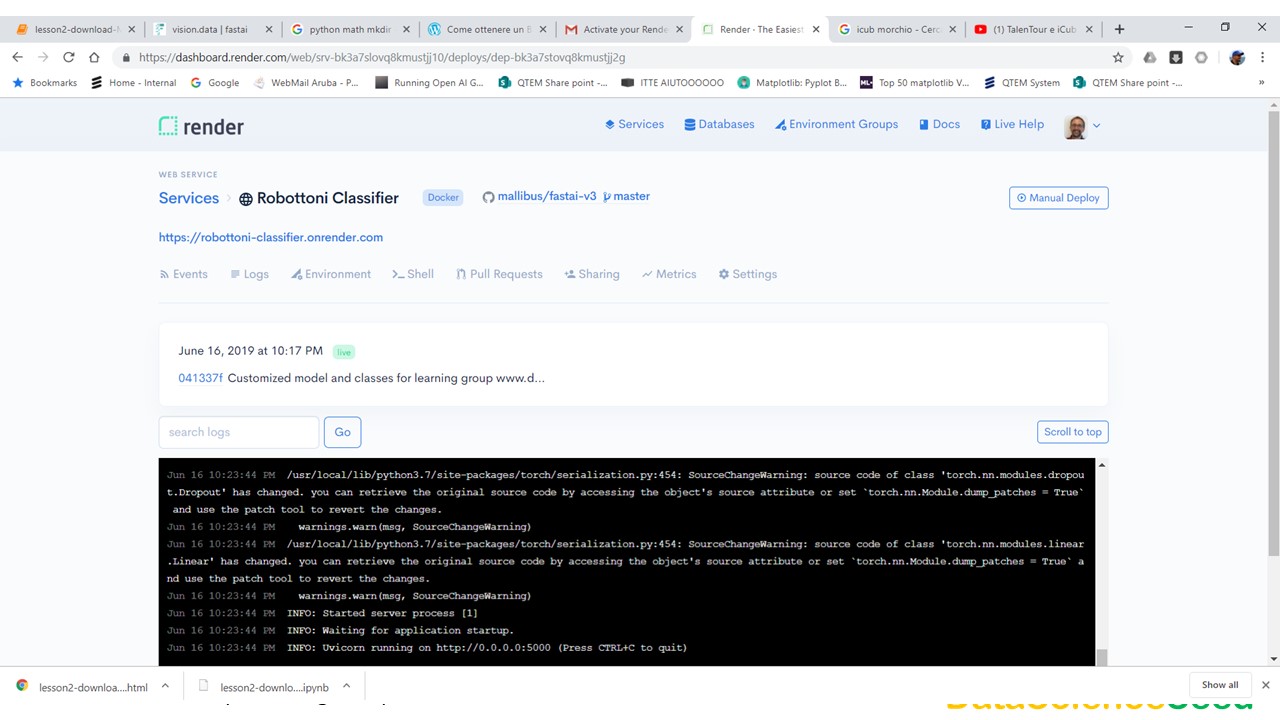 lesson2-download-
vision.data | fastai
python math mkdir
Come ottenere un B
Activate your Rende
Render · The Easiest
icub morchio - Cerc
(1) TalenTour e iCub
https://dashboard.render.com/web/srv-bk3a7slovq8kmustjj10/deploys/dep-bk3a7stovq8kmustjj2g
Bookmarks
Home - Internal
Google
WebMail Aruba - P...
Running Open AI G...
QTEM Share point -...
ITTE AIUTOOOOOO
Matplotlib: Pyplot B...
ML+
Top 50 matplotlib V...
QTEM System
QTEM Share point -...
»
render
Services
Databases
Environment Groups
Docs
Live Help
WEB SERVICE
Services > Robottoni Classifier Docker mallibus/fastai-v3 master
Manual Deploy
https://robottoni-classifier.onrender.com
Events
Logs
Environment
Shell
Pull Requests
Sharing
Metrics
Settings
June 16, 2019 at 10:17 PM live
041337f Customized model and classes for learning group www.d...
search logs
Go
Scroll to top
Jun 16 10:23:44 PM /usr/local/lib/python3.7/site-packages/torch/serialization.py:454: SourceChangeWarning: source code of class 'torch.nn.modules.dropou
t.Dropout' has changed. you can retrieve the original source code by accessing the object's source attribute or set `torch.nn.Module.dump_patches = True`
and use the patch tool to revert the changes.
Jun 16 10:23:44 PM warnings.warn(msg, SourceChangeWarning)
Jun 16 10:23:44 PM /usr/local/lib/python3.7/site-packages/torch/serialization.py:454: SourceChangeWarning: source code of class 'torch.nn.modules.linear
.Linear' has changed. you can retrieve the original source code by accessing the object's source attribute or set `torch.nn.Module.dump_patches = True` a
nd use the patch tool to revert the changes.
Jun 16 10:23:44 PM warnings.warn(msg, SourceChangeWarning)
Jun 16 10:23:44 PM INFO: Started server process [1]
Jun 16 10:23:44 PM INFO: Waiting for application startup.
Jun 16 10:23:44 PM INFO: Uvicorn running on http://0.0.0.0:5000 (Press CTRL+C to quit)
lesson2-downloa....html
lesson2-downlo....ipynb
Show all